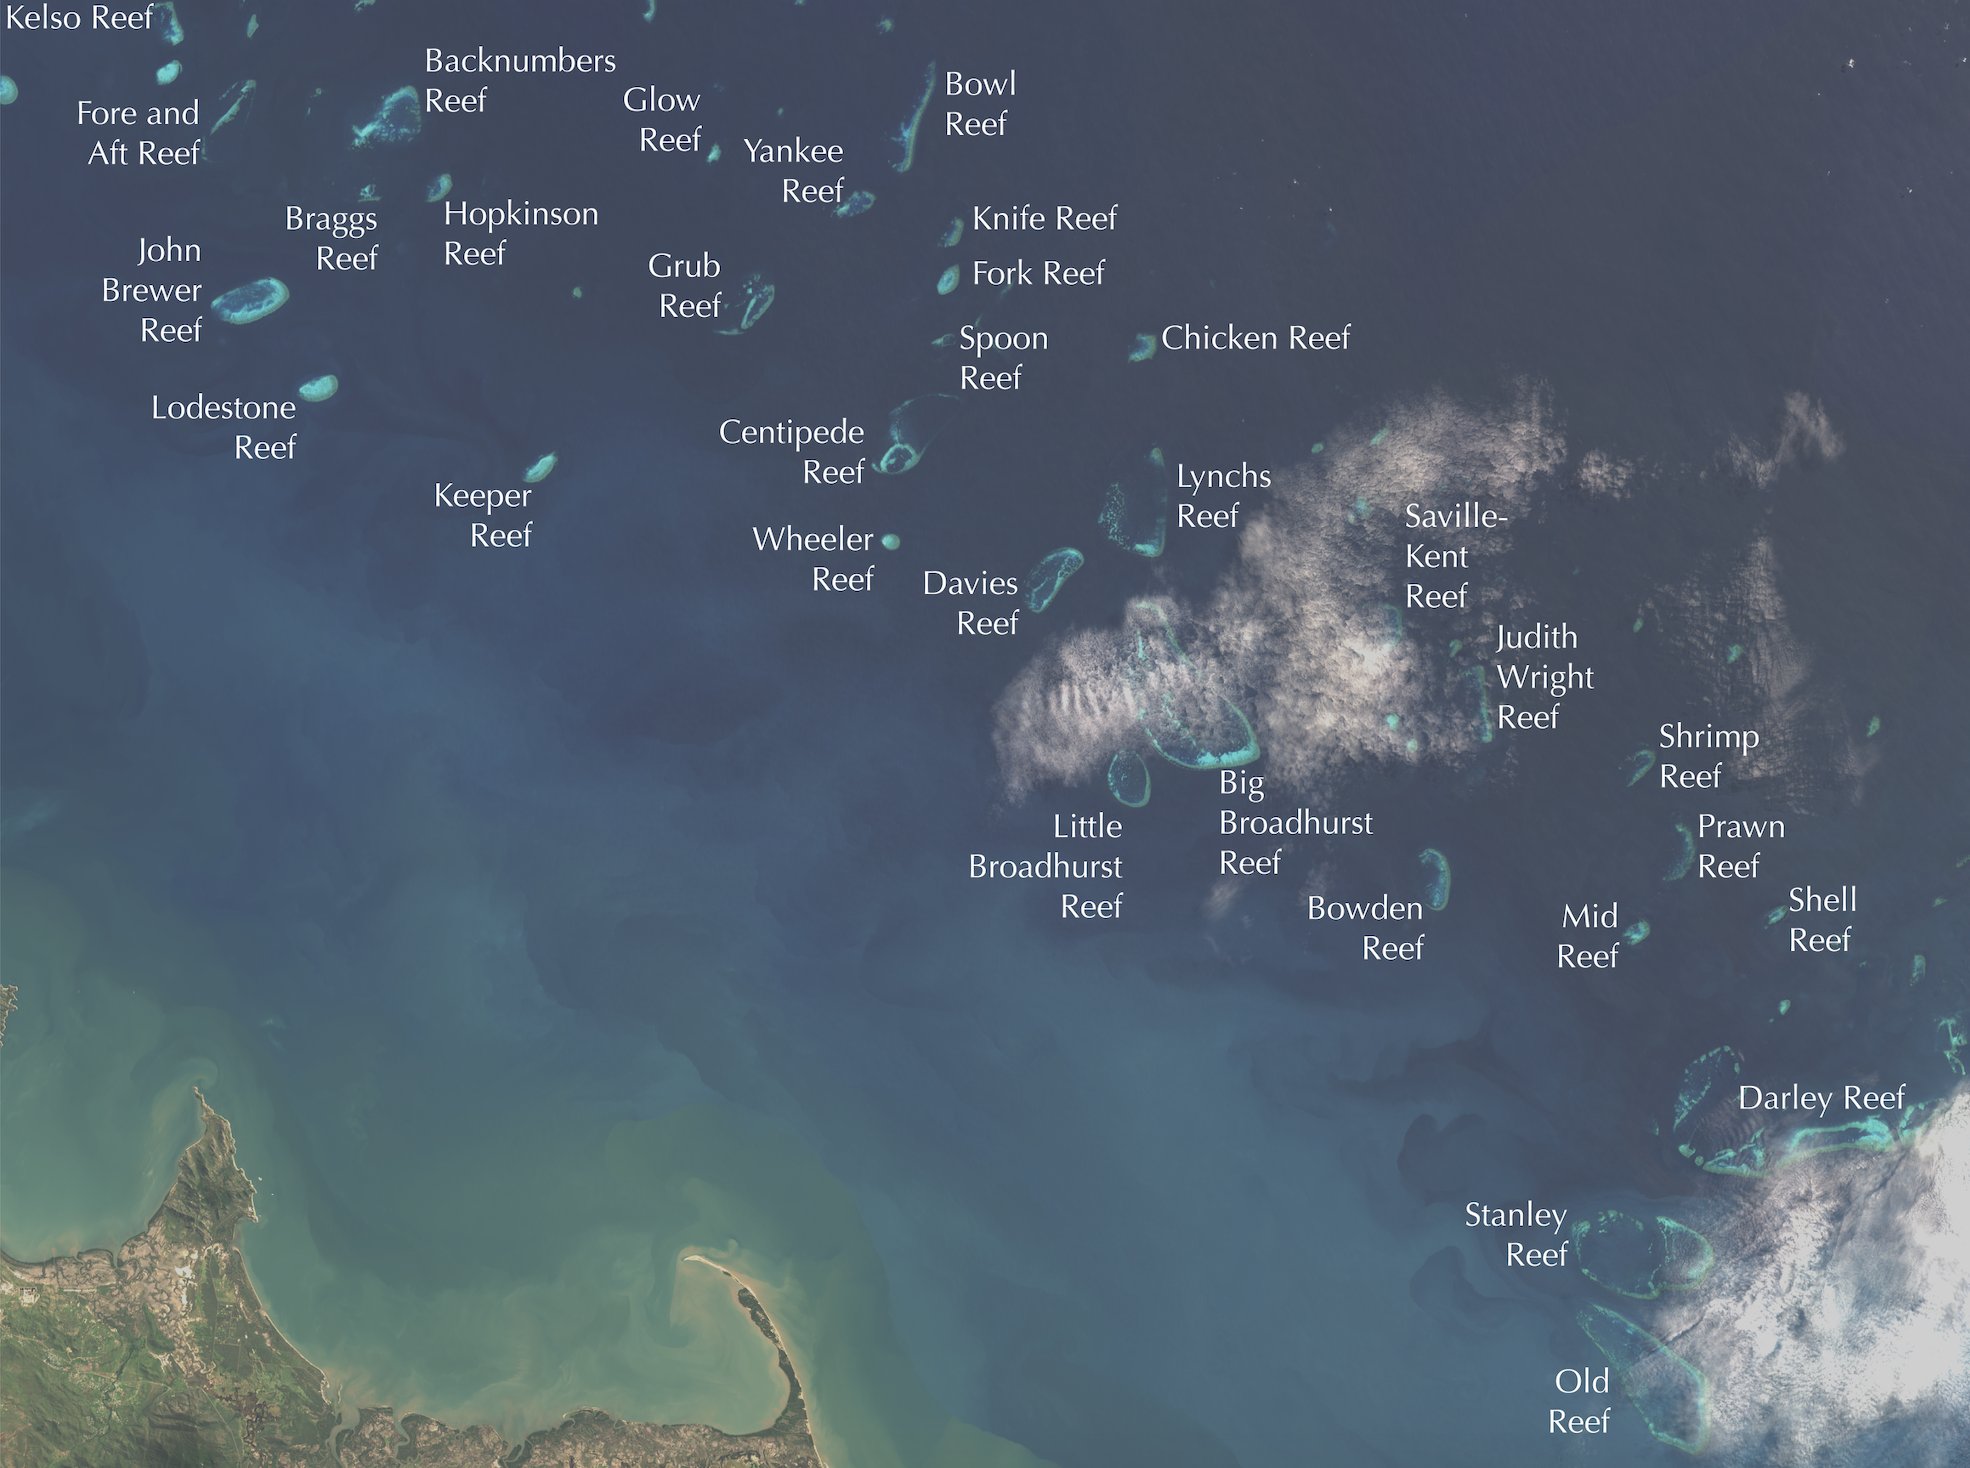 Kelso Reef
Backnumbers
Reef
Fore and
Aft Reef
Glow
Reef
Bowl
Reef
Yankee
Reef
Braggs
Reef
Hopkinson
Reef
Knife Reef
John
Brewer
Reef
Grub
Reef
Fork Reef
Spoon
Reef
Chicken Reef
Lodestone
Reef
Centipede
Reef
Keeper
Reef
Lynchs
Reef
Saville-
Kent
Reef
Wheeler
Reef
Davies
Reef
Judith
Wright
Reef
Shrimp
Reef
Big
Broadhurst
Reef
Little
Broadhurst
Reef
Prawn
Reef
Bowden
Reef
Mid
Reef
Shell
Reef
Darley Reef
Stanley
Reef
Old
Reef